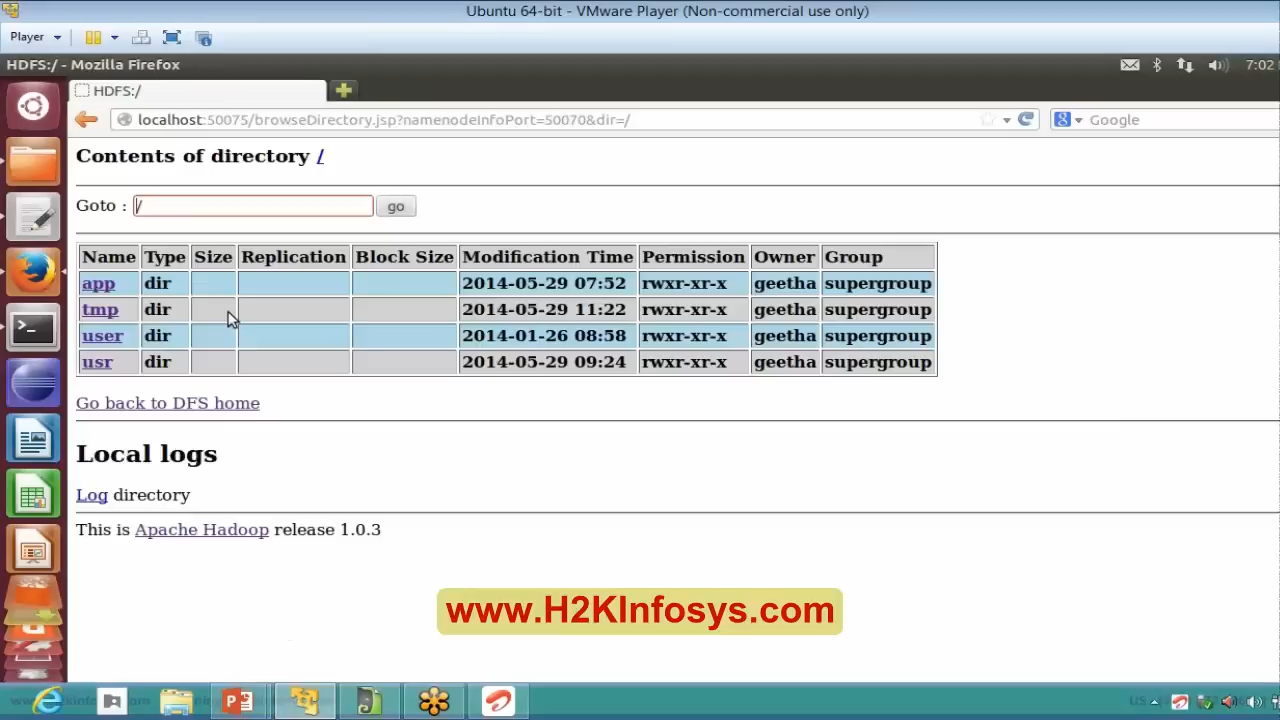 Ubuntu 64-bit - VMware Player (Non-commercial use only)
Player
HDFS:/ - Mozilla Firefox
7:02
HDFS:/
localhost:50075/browseDirectory.jsp?namenodeInfoPort=50070&dir=/
Google
Contents of directory /
Goto : / go
Name Type Size Replication Block Size Modification Time Permission Owner Group
app dir 2014-05-29 07:52 rwxr-xr-x geetha supergroup
tmp dir 2014-05-29 11:22 rwxr-xr-x geetha supergroup
user dir 2014-01-26 08:58 rwxr-xr-x geetha supergroup
usr dir 2014-05-29 09:24 rwxr-xr-x geetha supergroup
Go back to DFS home
Local logs
Log directory
This is Apache Hadoop release 1.0.3
www.H2KInfosys.com